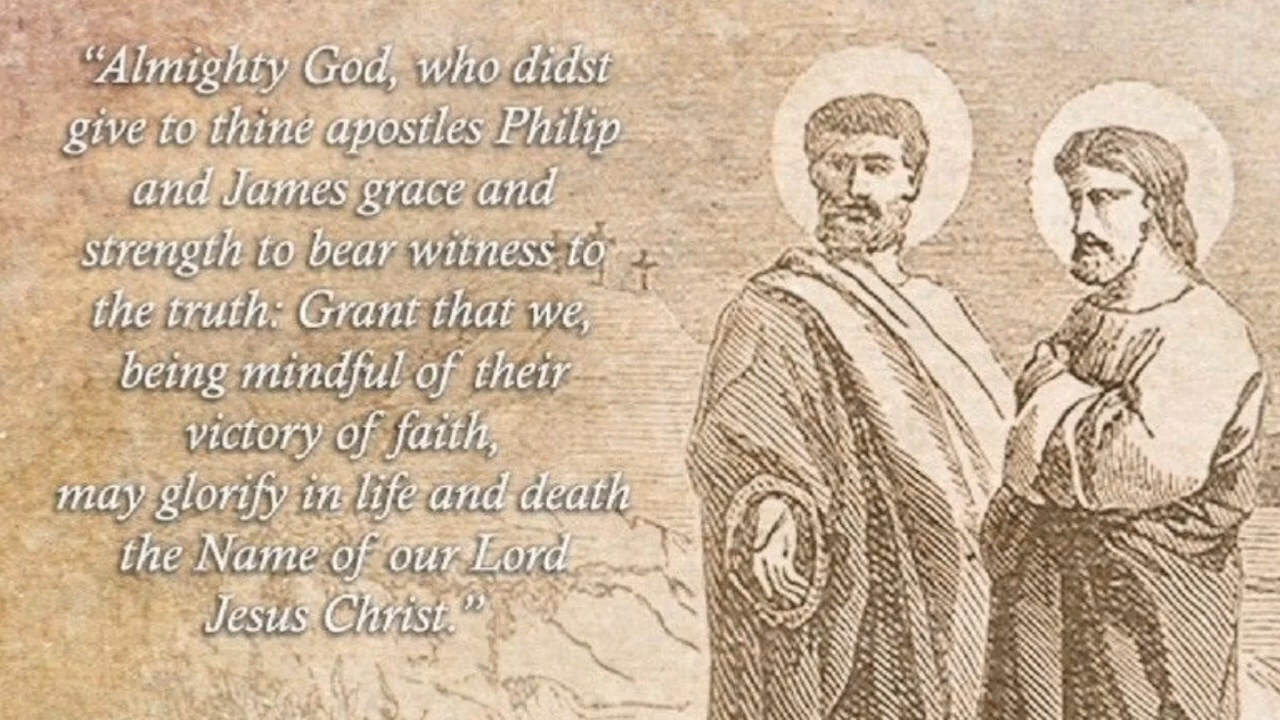 “Almighty God, who didst
give to thine apostles Philip
and James grace and
strength to bear witness to
the truth: Grant that we,
being mindful of their
victory of faith,
may glorify in life and death
the Name of our Lord
Jesus Christ.”